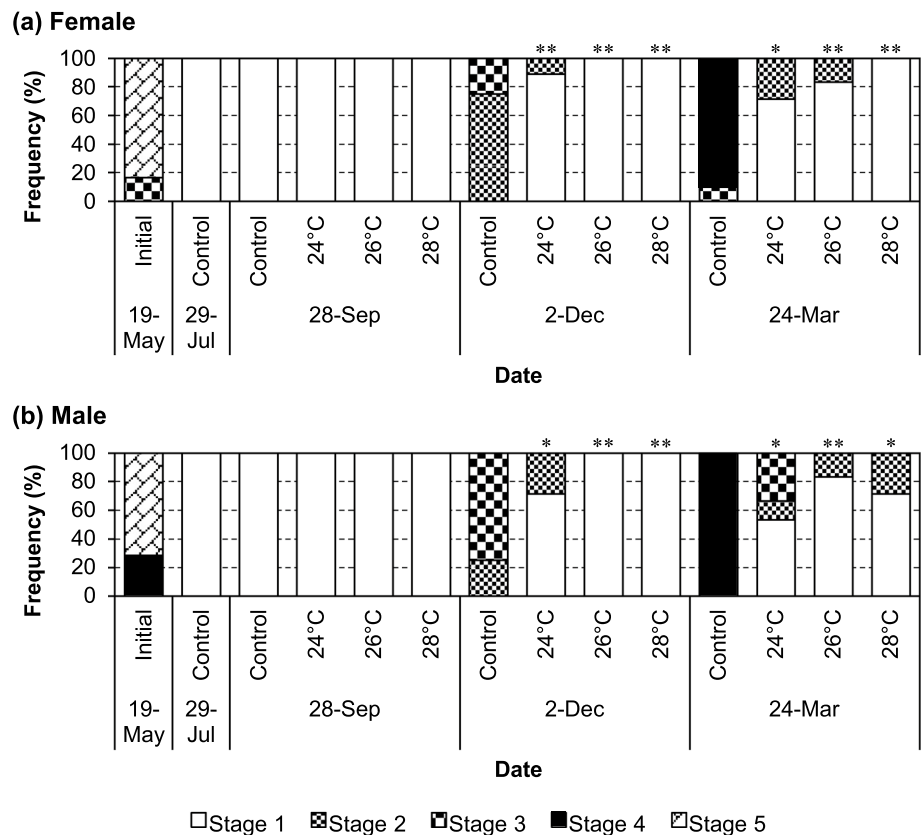 (a) Female
** ** ** * ** **
100
80
60
40
20
0
Frequency (%)
Initial Control Control 24°C 26°C 28°C Control 24°C 26°C 28°C Control 24°C 26°C 28°C
19- 29- 28-Sep 2-Dec 24-Mar
May Jul
Date
(b) Male
* ** ** * ** *
100
80
60
40
20
0
Frequency (%)
Initial Control Control 24°C 26°C 28°C Control 24°C 26°C 28°C Control 24°C 26°C 28°C
19- 29- 28-Sep 2-Dec 24-Mar
May Jul
Date
Stage 1 Stage 2 Stage 3 Stage 4 Stage 5